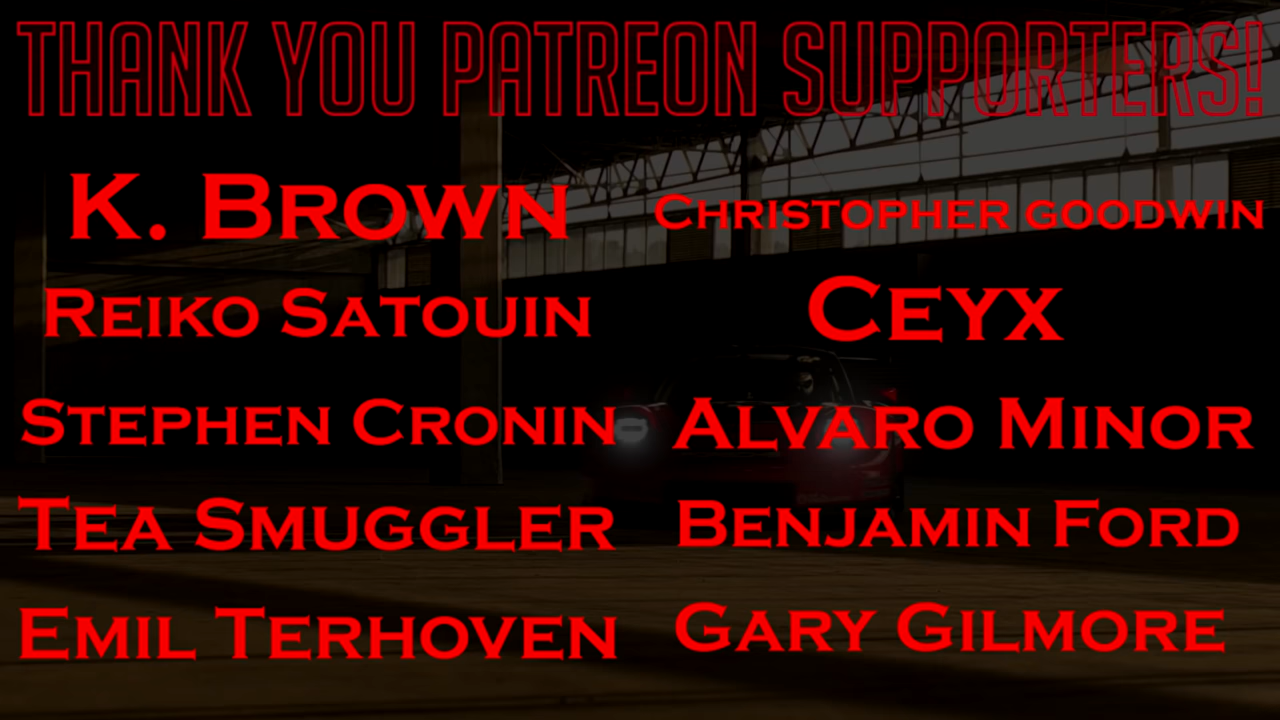 THANK YOU PATREON SUPPORTERS!
K. BROWN
CHRISTOPHER GOODWIN
REIKO SATOUIN
CEYX
STEPHEN CRONIN
ALVARO MINOR
TEA SMUGGLER
BENJAMIN FORD
EMIL TERHOVEN
GARY GILMORE